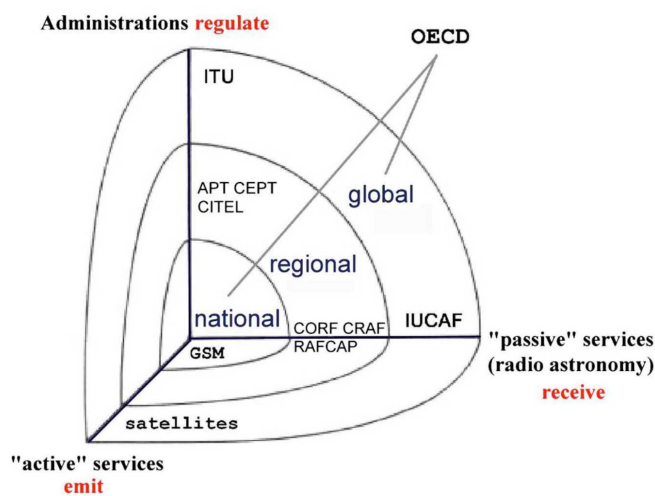 Administrations regulate
OECD
ITU
APT CEPT
CITEL
global
regional
national
CORF CRAF
IUCAF
RAFCAP
GSM
"passive" services
(radio astronomy)
receive
satellites
"active" services
emit